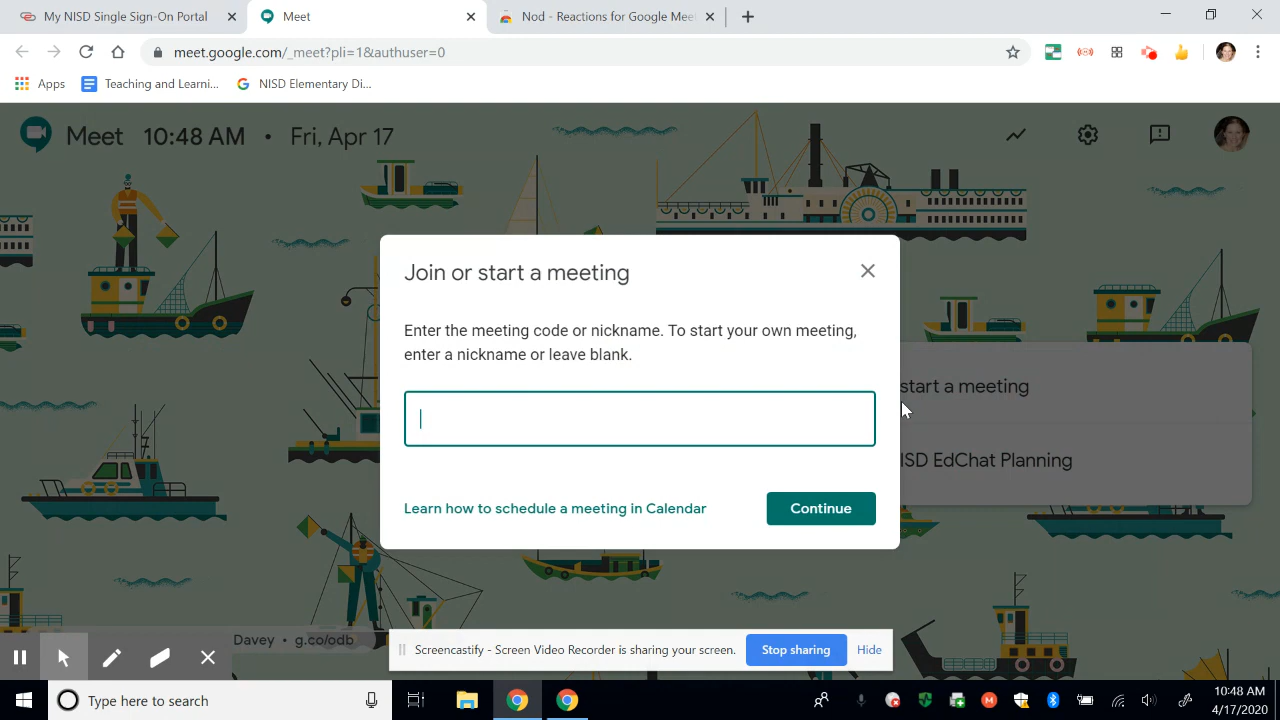 My NISD Single Sign-On Portal
Meet
Nod - Reactions for Google Mee
meet.google.com/_meet?pli=1&authuser=0
Apps
Teaching and Learni...
NISD Elementary Di...
Meet 10:48 AM • Fri, Apr 17
Join or start a meeting
Enter the meeting code or nickname. To start your own meeting,
enter a nickname or leave blank.
start a meeting
ISD EdChat Planning
Learn how to schedule a meeting in Calendar
Continue
Davey • g.co/odb
Screencastify - Screen Video Recorder is sharing your screen.
Stop sharing
Hide
Type here to search
10:48 AM
4/17/2020